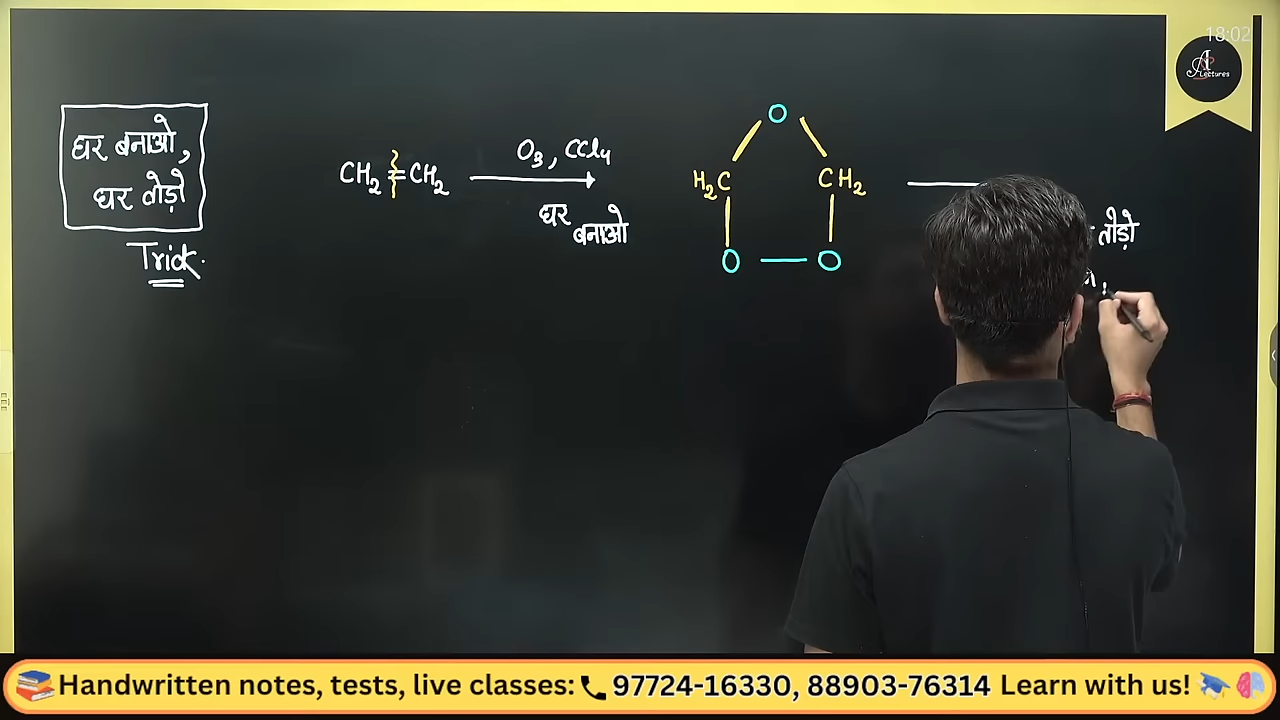 18:02
Lectures
घर बनाओ,
घर तोड़ो
Trick.
CH2=CH2
O3, CCl4
घर
बनाओ
O
H2C
CH2
O — O
तोड़ो
Handwritten notes, tests, live classes: 97724-16330, 88903-76314 Learn with us!